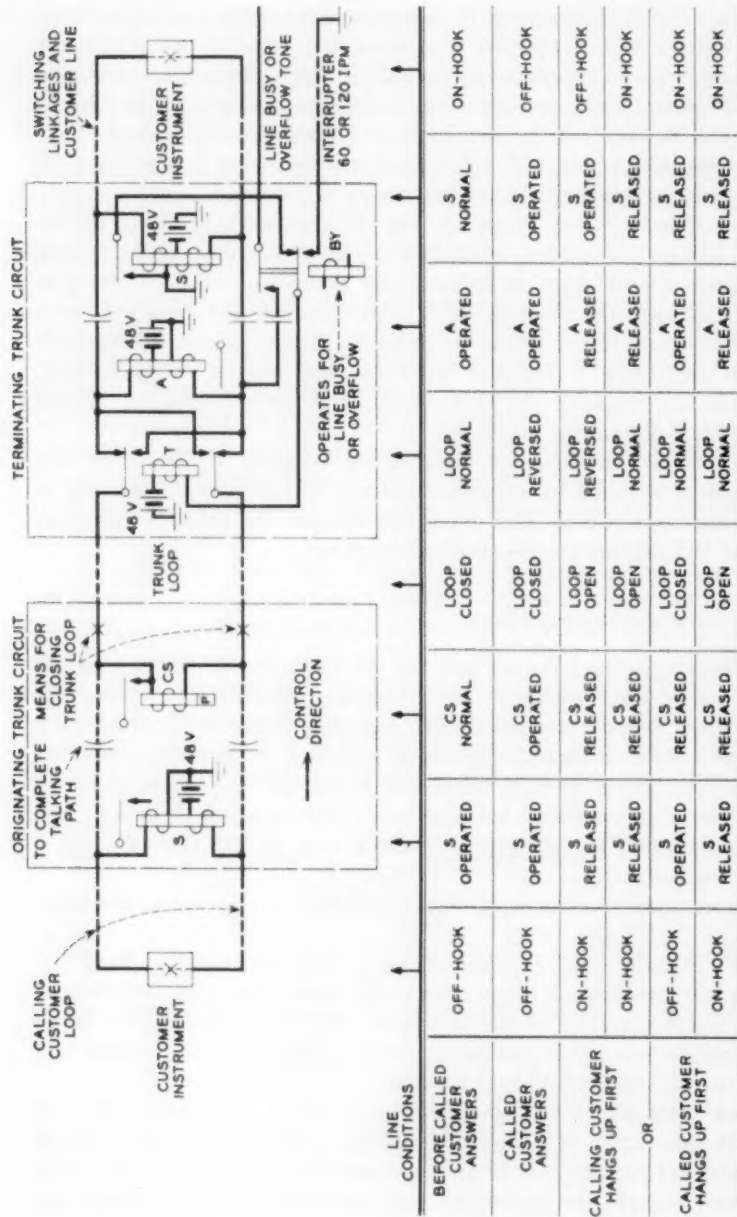 ORIGINATING TRUNK CIRCUIT
TERMINATING TRUNK CIRCUIT
CALLING
CUSTOMER
LOOP
TO COMPLETE
TALKING
PATH
MEANS FOR
CLOSING
TRUNK LOOP
SWITCHING
LINKAGES AND
CUSTOMER LINE
CUSTOMER
INSTRUMENT
S
48 V
CS
P
CONTROL
DIRECTION
TRUNK
LOOP
48 V
T
A
48 V
S
48 V
BY
OPERATES FOR
LINE BUSY
OR OVERFLOW
CUSTOMER
INSTRUMENT
LINE BUSY OR
OVERFLOW TONE
INTERRUPTER
60 OR 120 IPM
LINE
CONDITIONS
BEFORE CALLED
CUSTOMER
ANSWERS
OFF-HOOK
S
OPERATED
CS
NORMAL
LOOP
CLOSED
LOOP
NORMAL
A
OPERATED
S
NORMAL
ON-HOOK
CALLED
CUSTOMER
ANSWERS
OFF-HOOK
S
OPERATED
CS
OPERATED
LOOP
CLOSED
LOOP
REVERSED
A
OPERATED
S
OPERATED
OFF-HOOK
CALLING CUSTOMER
HANGS UP FIRST
ON-HOOK
S
RELEASED
CS
RELEASED
LOOP
OPEN
LOOP
REVERSED
A
RELEASED
S
OPERATED
OFF-HOOK
OR
ON-HOOK
S
RELEASED
CS
RELEASED
LOOP
OPEN
LOOP
NORMAL
A
RELEASED
S
RELEASED
ON-HOOK
CALLED CUSTOMER
HANGS UP FIRST
OFF-HOOK
S
OPERATED
CS
RELEASED
LOOP
CLOSED
LOOP
NORMAL
A
OPERATED
S
RELEASED
ON-HOOK
ON-HOOK
S
RELEASED
CS
RELEASED
LOOP
OPEN
LOOP
NORMAL
A
RELEASED
S
RELEASED
ON-HOOK